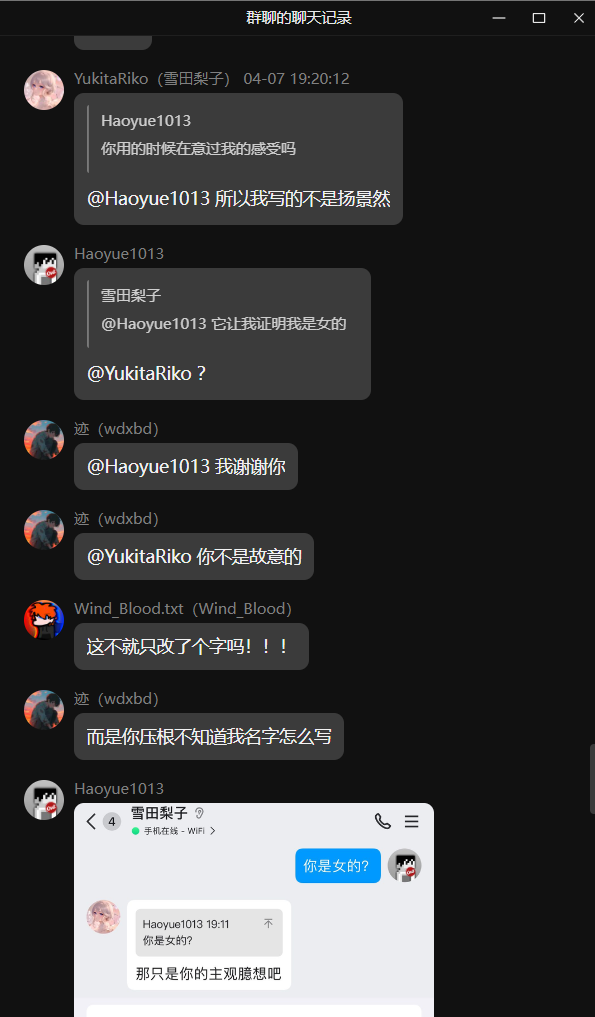 群聊的聊天记录
YukitaRiko（雪田梨子） 04-07 19:20:12
Haoyue1013
你用的时候在意过我的感受吗
@Haoyue1013 所以我写的不是扬景然
Haoyue1013
雪田梨子
@Haoyue1013 它让我证明我是女的
@YukitaRiko ?
迹（wdxbd）
@Haoyue1013 我谢谢你
迹（wdxbd）
@YukitaRiko 你不是故意的
Wind_Blood.txt（Wind_Blood）
这不就只改了个字吗！！！
迹（wdxbd）
而是你压根不知道我名字怎么写
Haoyue1013
4 雪田梨子
手机在线 - WiFi >
你是女的?
Haoyue1013 19:11
你是女的?
那只是你的主观臆想吧